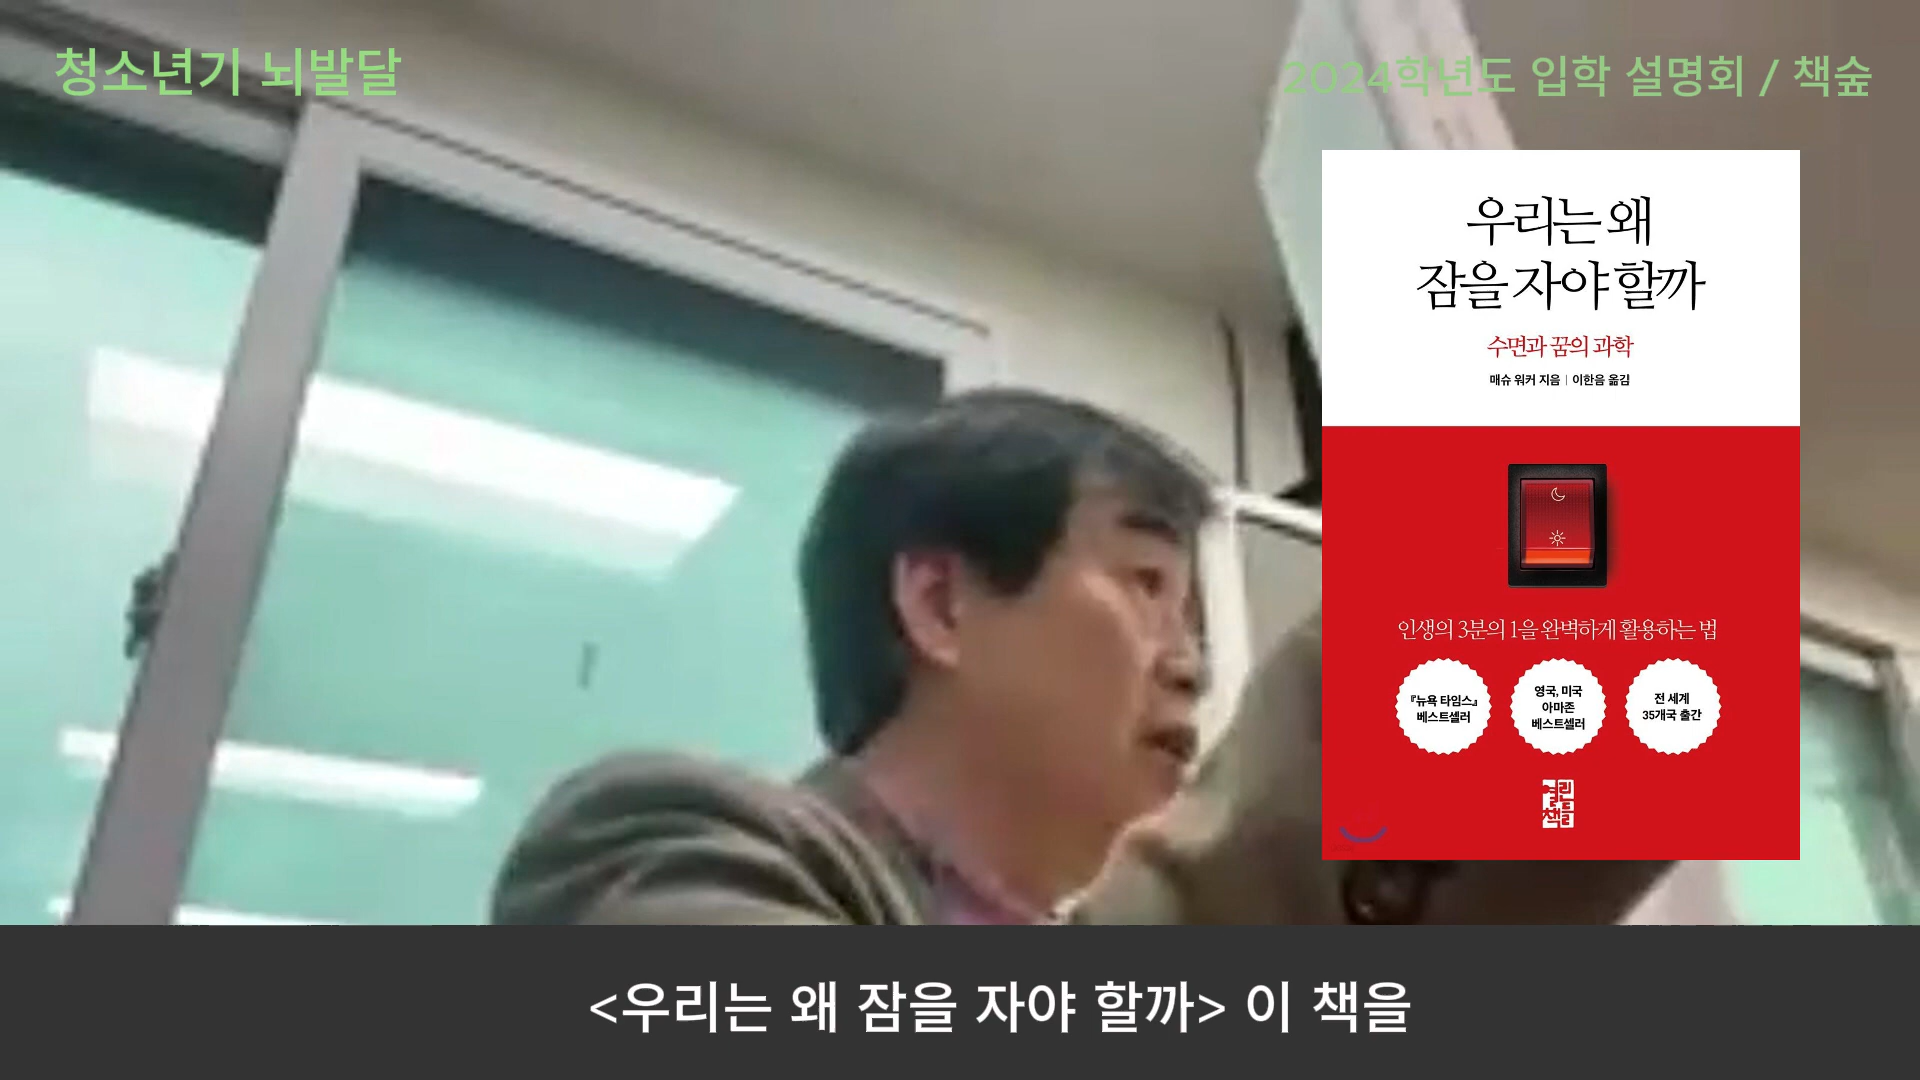 청소년기 뇌발달
2024학년도 입학 설명회 / 책숲
우리는 왜
잠을 자야 할까
수면과 꿈의 과학
매슈 워커 지음 | 이한음 옮김
인생의 3분의 1을 완벽하게 활용하는 법
『뉴욕 타임스』
베스트셀러
영국, 미국
아마존
베스트셀러
전 세계
35개국 출간
열린
책들
<우리는 왜 잠을 자야 할까> 이 책을